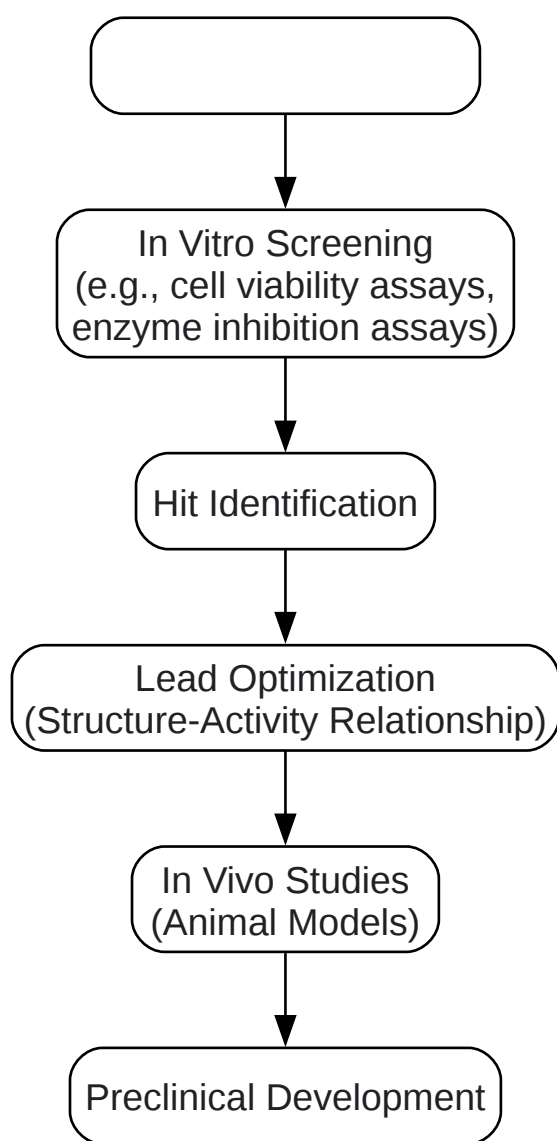 In Vitro Screening
(e.g., cell viability assays,
enzyme inhibition assays)
Hit Identification
Lead Optimization
(Structure-Activity Relationship)
In Vivo Studies
(Animal Models)
Preclinical Development